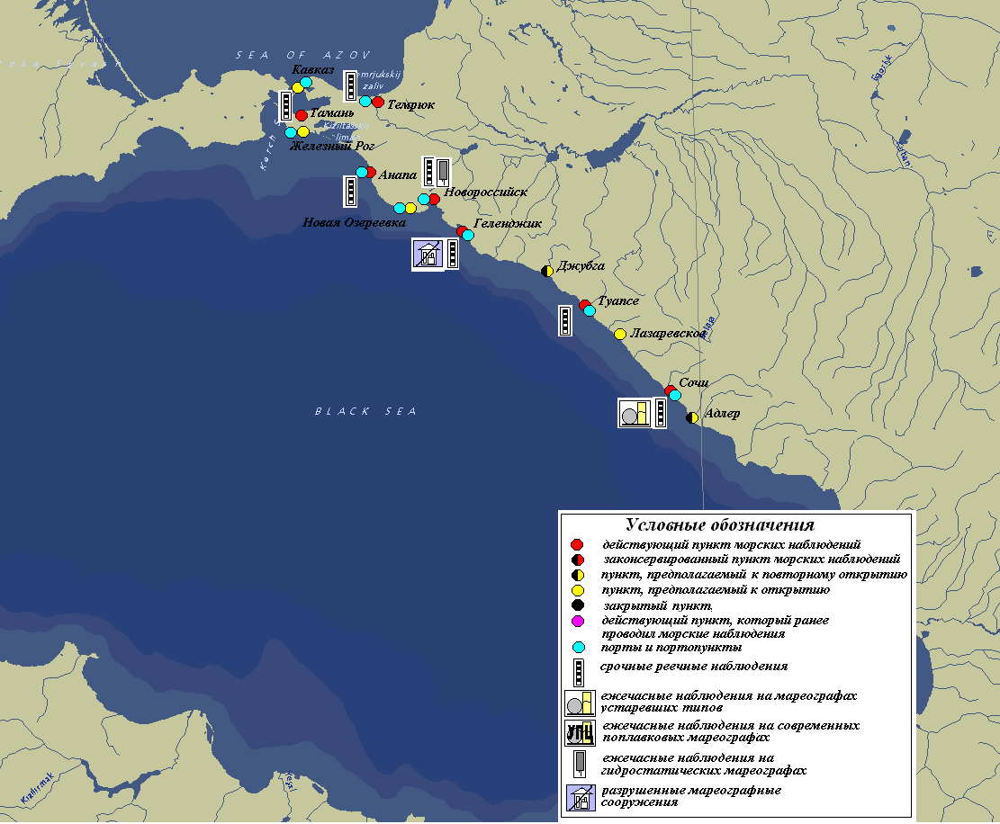 Salhyr
SEA OF AZOV
Кавказ
Темрюк
Тамань
Железный Рог
Анапа
Новороссийск
Новая Озереевка
Геленджик
Джубга
Туапсе
Лазаревское
Сочи
Адлер
BLACK SEA
Условные обозначения
действующий пункт морских наблюдений
законсервированный пункт морских наблюдений
пункт, предполагаемый к повторному открытию
пункт, предполагаемый к открытию
закрытый пункт,
действующий пункт, который ранее
проводил морские наблюдения
порты и портопункты
срочные реечные наблюдения
ежечасные наблюдения на мареографах
устаревших типов
УПЦ
ежечасные наблюдения на современных
поплавковых мареографах
ежечасные наблюдения на
гидростатических мареографах
разрушенные мареографные
сооружения
Kizilirmak